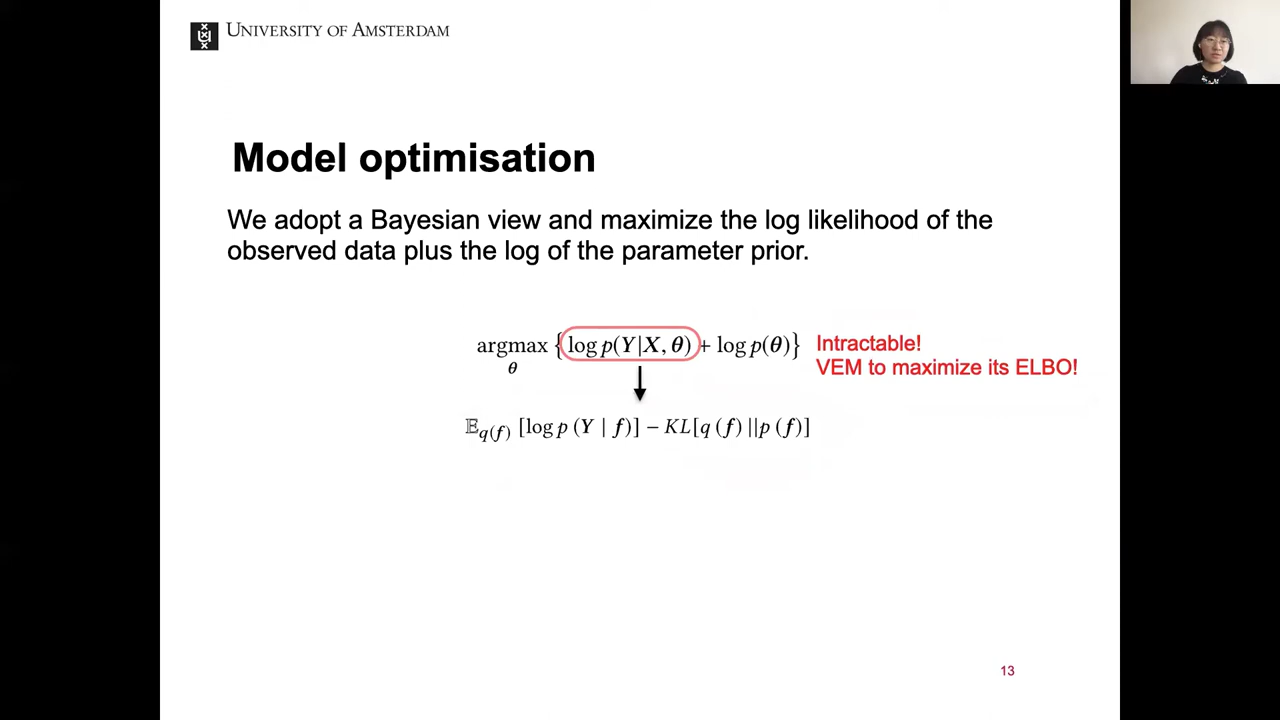 UNIVERSITY OF AMSTERDAM
Model optimisation
We adopt a Bayesian view and maximize the log likelihood of the
observed data plus the log of the parameter prior.
argmax {log p(Y|X, θ) + log p(θ)}
θ
Intractable!
VEM to maximize its ELBO!
𝔼q(f) [log p (Y | f)] − KL[q (f) ||p (f)]
13